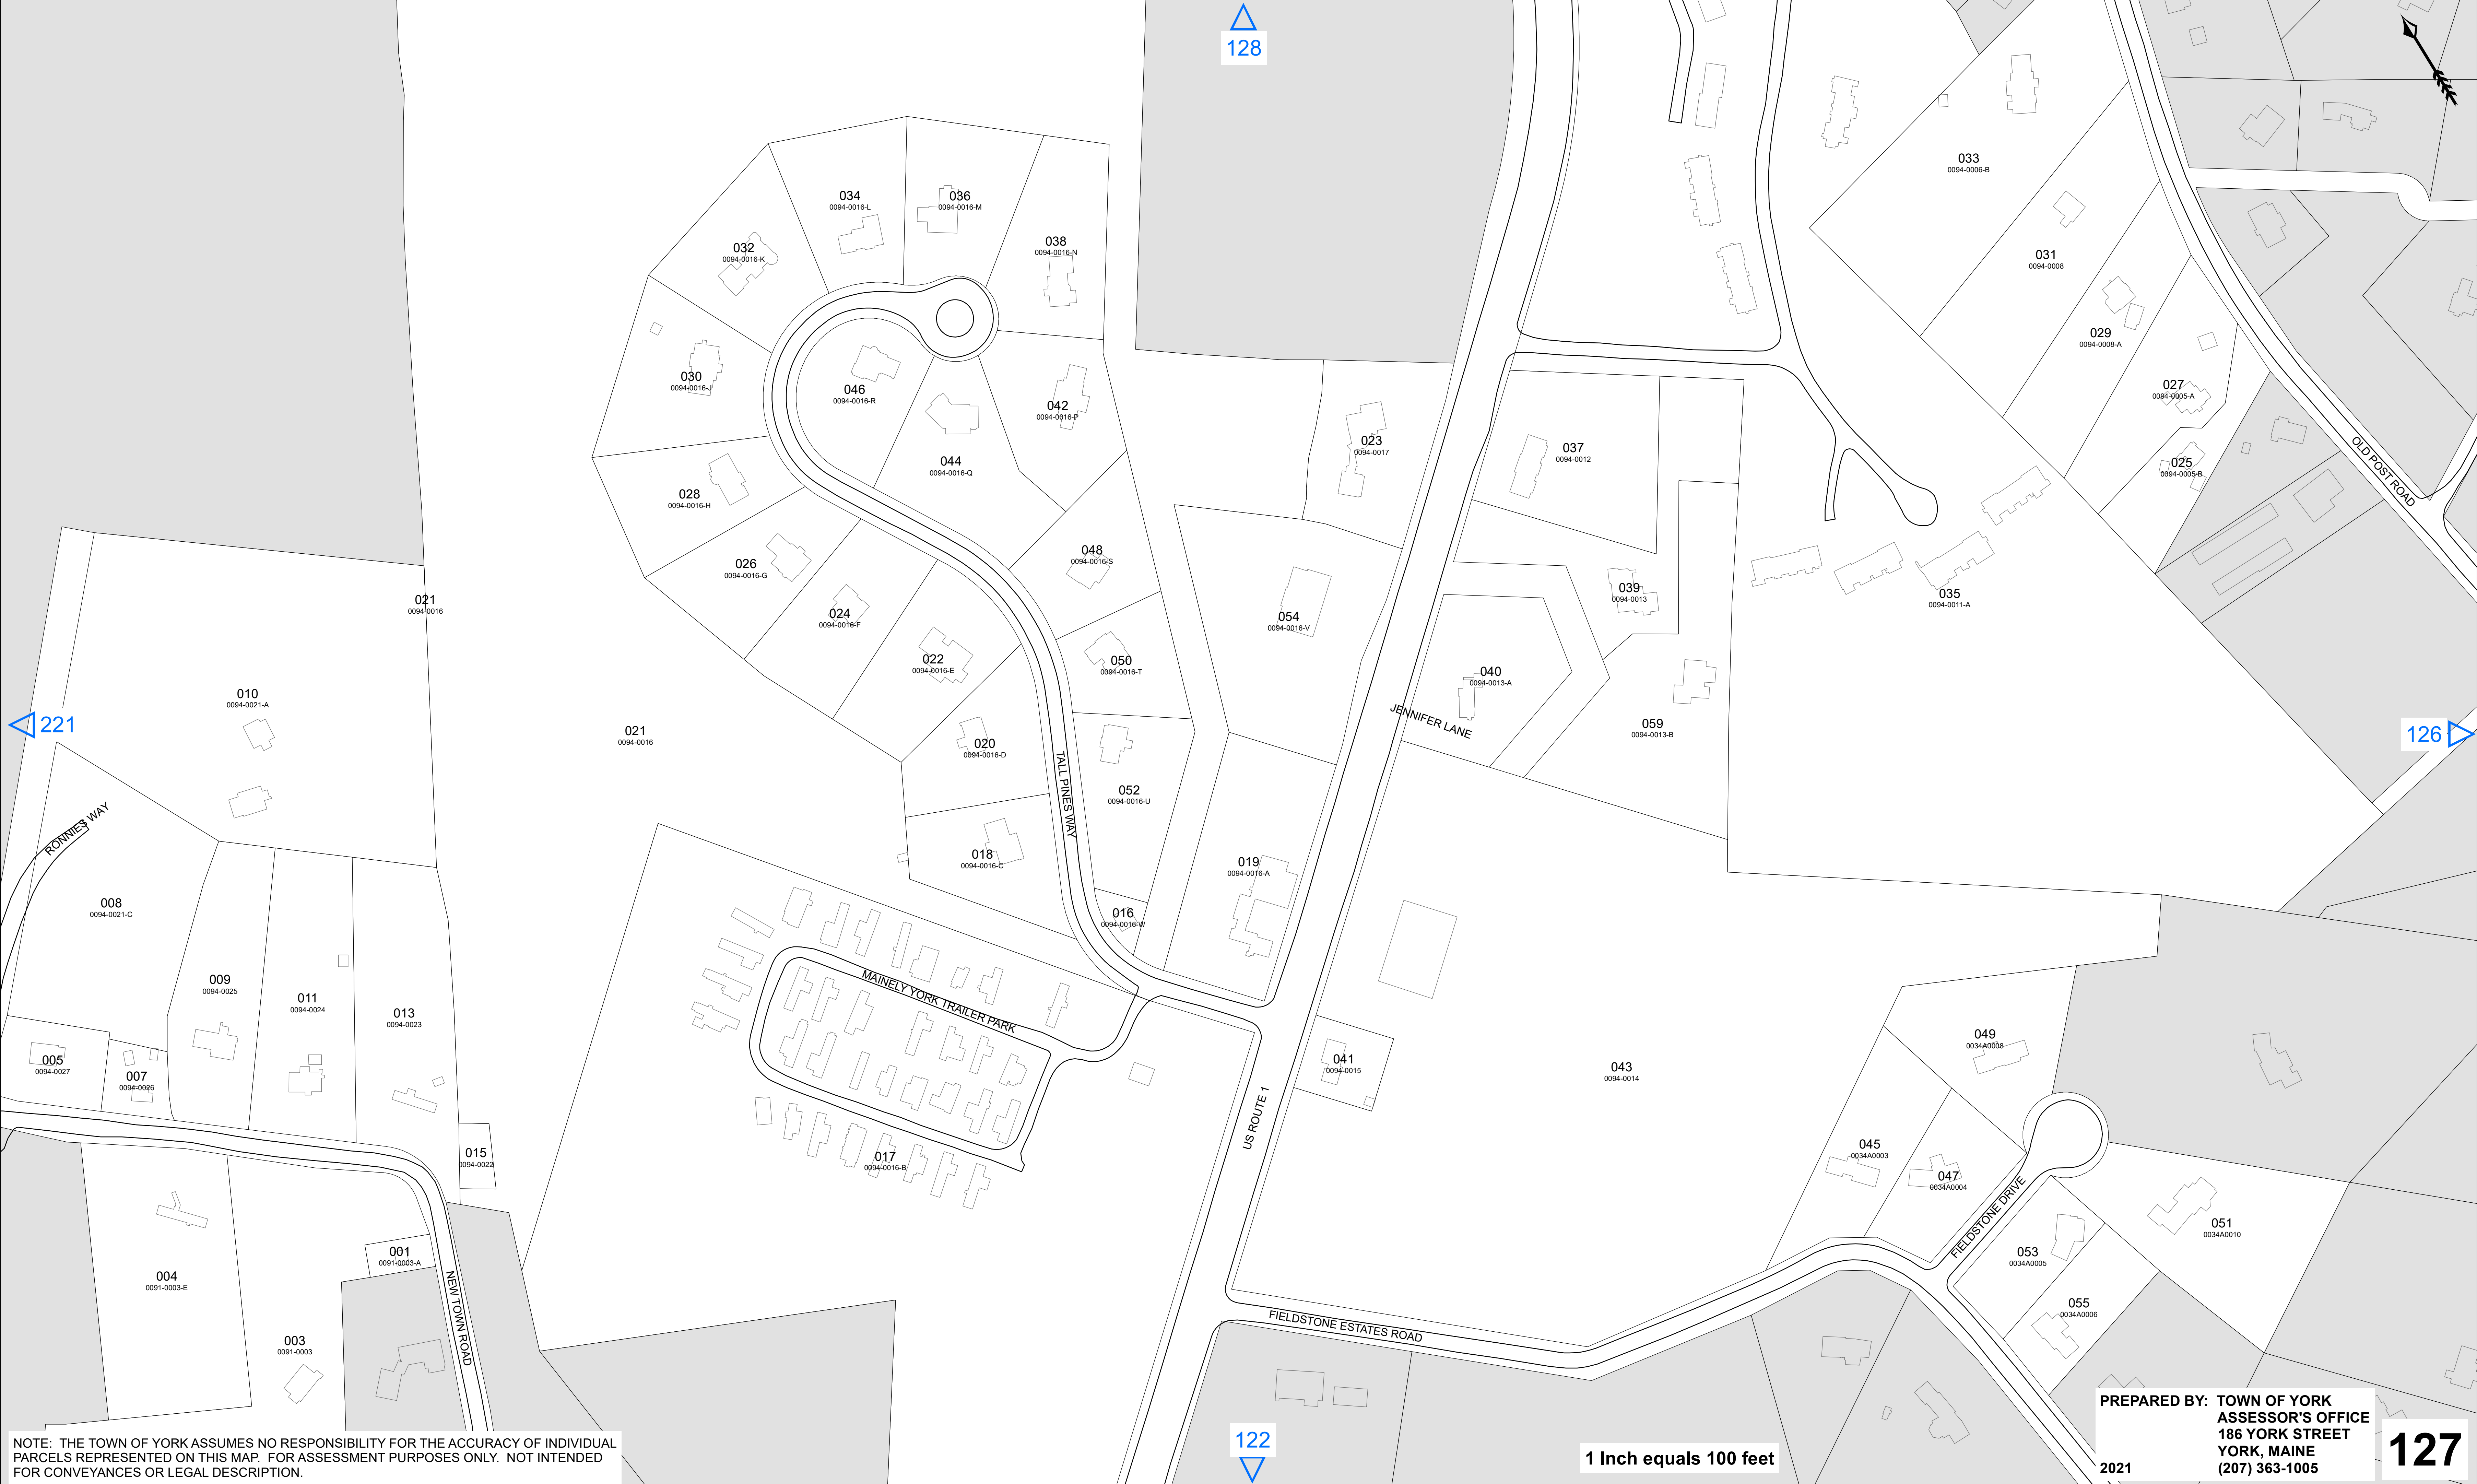 128
033
0094-0006-B
034
0094-0016-L
036
0094-0016-M
032
0094-0016-K
038
0094-0016-N
031
0094-0008
029
0094-0008-A
030
0094-0016-J
046
0094-0016-R
042
0094-0016-P
027
0094-0005-A
023
0094-0017
037
0094-0012
044
0094-0016-Q
025
0094-0005-B
OLD POST ROAD
028
0094-0016-H
026
0094-0016-G
048
0094-0016-S
021
0094-0016
024
0094-0016-F
054
0094-0016-V
039
0094-0013
035
0094-0011-A
022
0094-0016-E
050
0094-0016-T
040
0094-0013-A
010
0094-0021-A
221
021
0094-0016
020
0094-0016-D
JENNIFER LANE
059
0094-0013-B
126
TALL PINES WAY
052
0094-0016-U
RONNIES WAY
018
0094-0016-C
019
0094-0016-A
008
0094-0021-C
016
0094-0016-W
009
0094-0025
011
0094-0024
013
0094-0023
MAINELY YORK TRAILER PARK
005
0094-0027
007
0094-0026
041
0094-0015
043
0094-0014
049
0034A0008
US ROUTE 1
015
0094-0022
017
0094-0016-B
045
0034A0003
047
0034A0004
FIELDSTONE DRIVE
051
0034A0010
053
0034A0005
001
0091-0003-A
004
0091-0003-E
NEW TOWN ROAD
003
0091-0003
055
0034A0006
FIELDSTONE ESTATES ROAD
122
NOTE: THE TOWN OF YORK ASSUMES NO RESPONSIBILITY FOR THE ACCURACY OF INDIVIDUAL
PARCELS REPRESENTED ON THIS MAP. FOR ASSESSMENT PURPOSES ONLY. NOT INTENDED
FOR CONVEYANCES OR LEGAL DESCRIPTION.
1 Inch equals 100 feet
PREPARED BY: TOWN OF YORK
ASSESSOR'S OFFICE
186 YORK STREET
YORK, MAINE
2021 (207) 363-1005
127